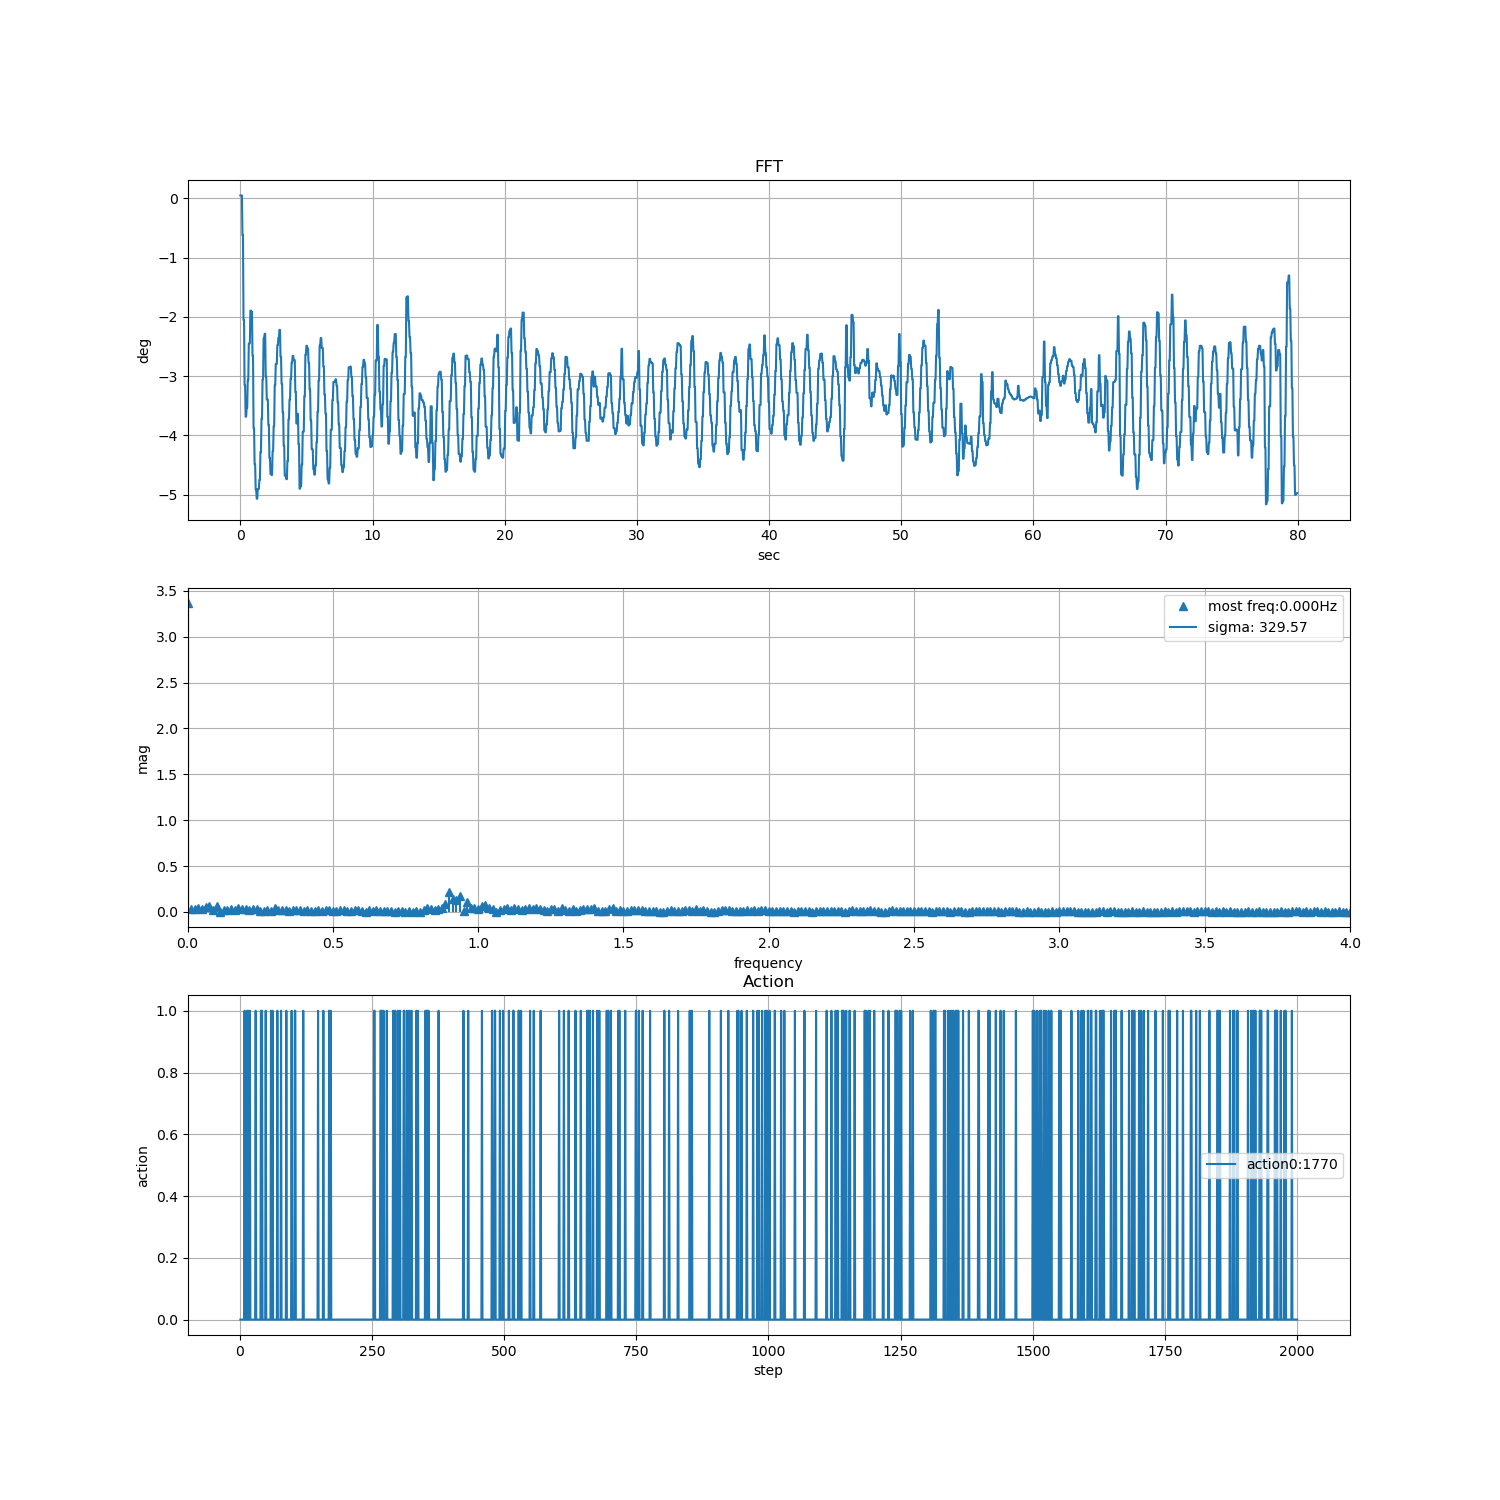 FFT
0
−1
−2
−3
−4
−5
deg
0 10 20 30 40 50 60 70 80
sec
3.5
3.0
2.5
2.0
1.5
1.0
0.5
0.0
mag
most freq:0.000Hz
sigma: 329.57
0.0 0.5 1.0 1.5 2.0 2.5 3.0 3.5 4.0
frequency
Action
1.0
0.8
0.6
0.4
0.2
0.0
action
action0:1770
0 250 500 750 1000 1250 1500 1750 2000
step